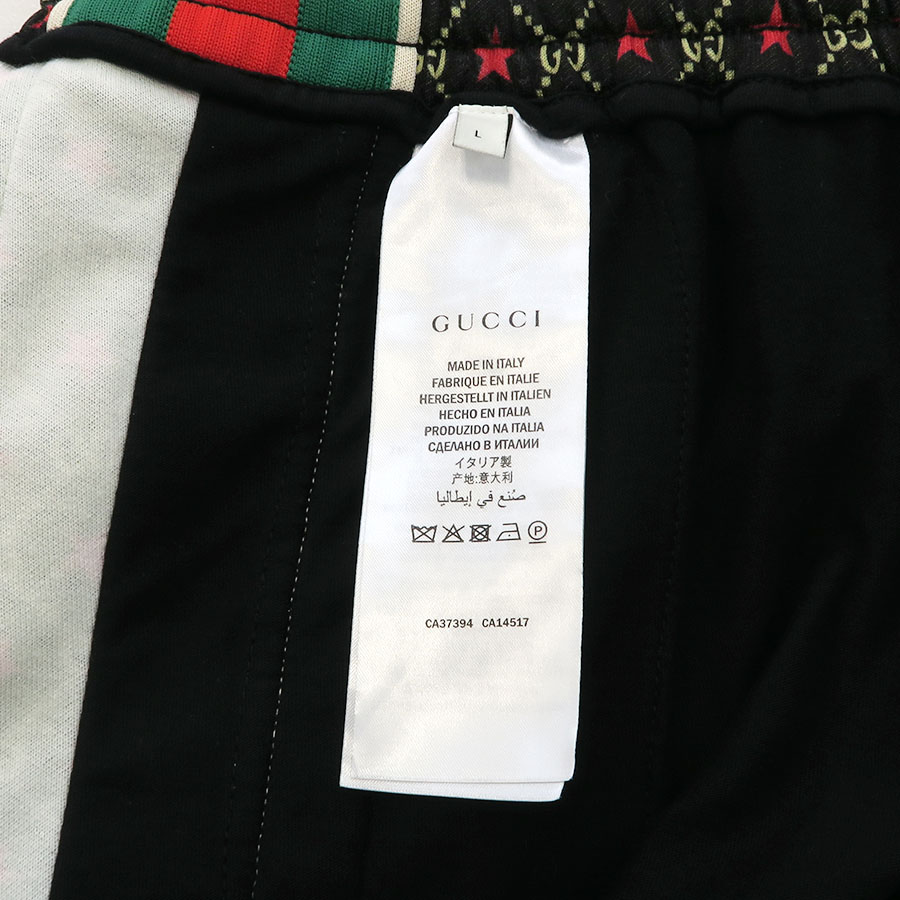 L
GUCCI
MADE IN ITALY
FABRIQUE EN ITALIE
HERGESTELLT IN ITALIEN
HECHO EN ITALIA
PRODUZIDO NA ITALIA
СДЕЛАНО В ИТАЛИИ
イタリア製
产地:意大利
صُنع في إيطاليا
P
CA37394 CA14517